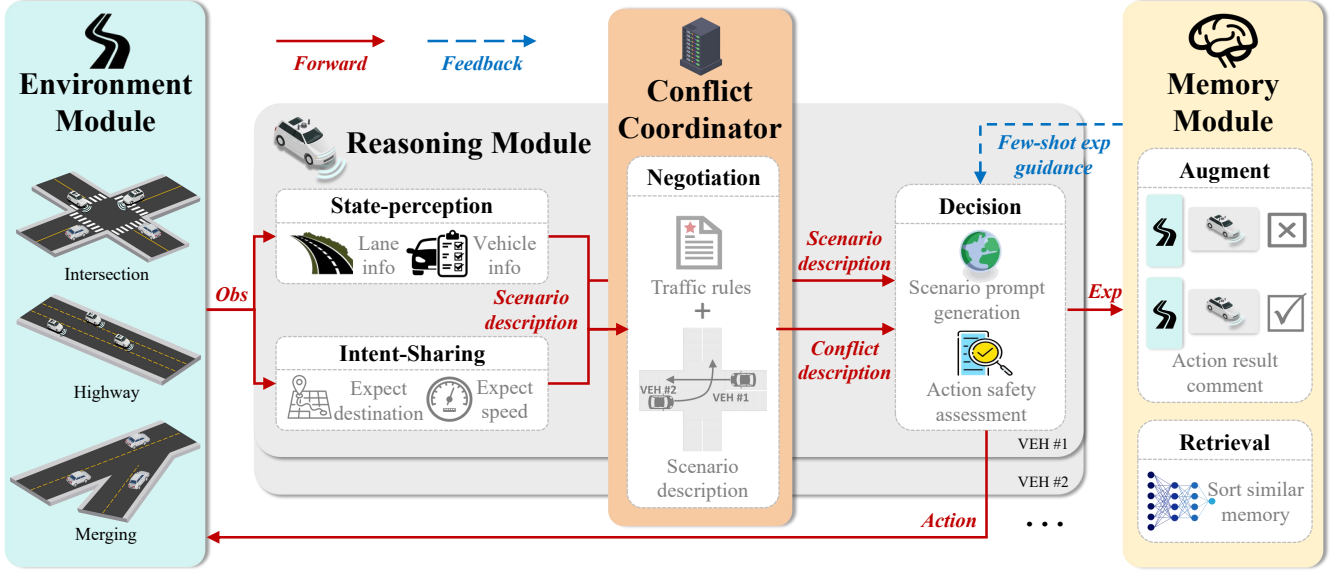 Environment
Module
Intersection
Highway
Merging
Forward
Feedback
Obs
Reasoning Module
State-perception
Lane
info
Vehicle
info
Scenario
description
Intent-Sharing
Expect
destination
Expect
speed
Conflict
Coordinator
Negotiation
Traffic rules
+
VEH #2
VEH #1
Scenario
description
Scenario
description
Conflict
description
Few-shot exp
guidance
Decision
Scenario prompt
generation
Action safety
assessment
VEH #1
VEH #2
Action
...
Exp
Memory
Module
Augment
Action result
comment
Retrieval
Sort similar
memory